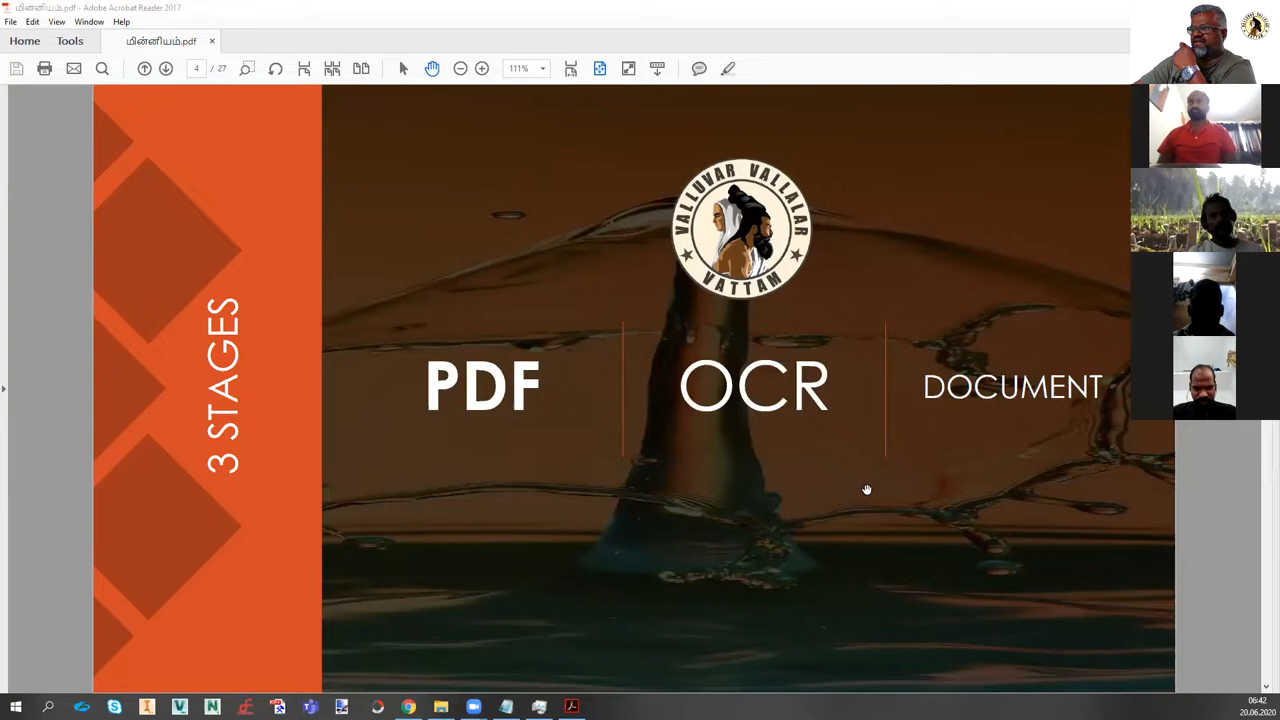 மின்னியம்.pdf - Adobe Acrobat Reader 2017
File Edit View Window Help
Home Tools மின்னியம்.pdf ×
4 / 27 111%
VALLUVAR VALLALAR
VATTAM
3 STAGES
PDF OCR DOCUMENT
06:42
20.06.2020